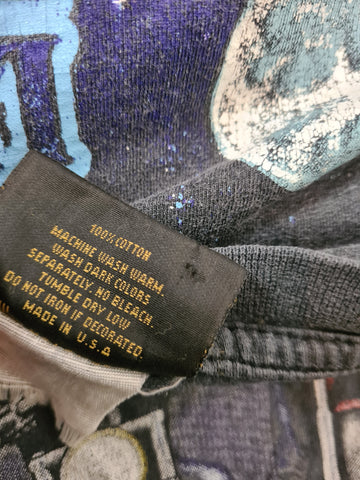 100% COTTON
MACHINE WASH WARM.
WASH DARK COLORS
SEPARATELY. NO BLEACH.
TUMBLE DRY LOW
DO NOT IRON IF DECORATED.
MADE IN U.S.A